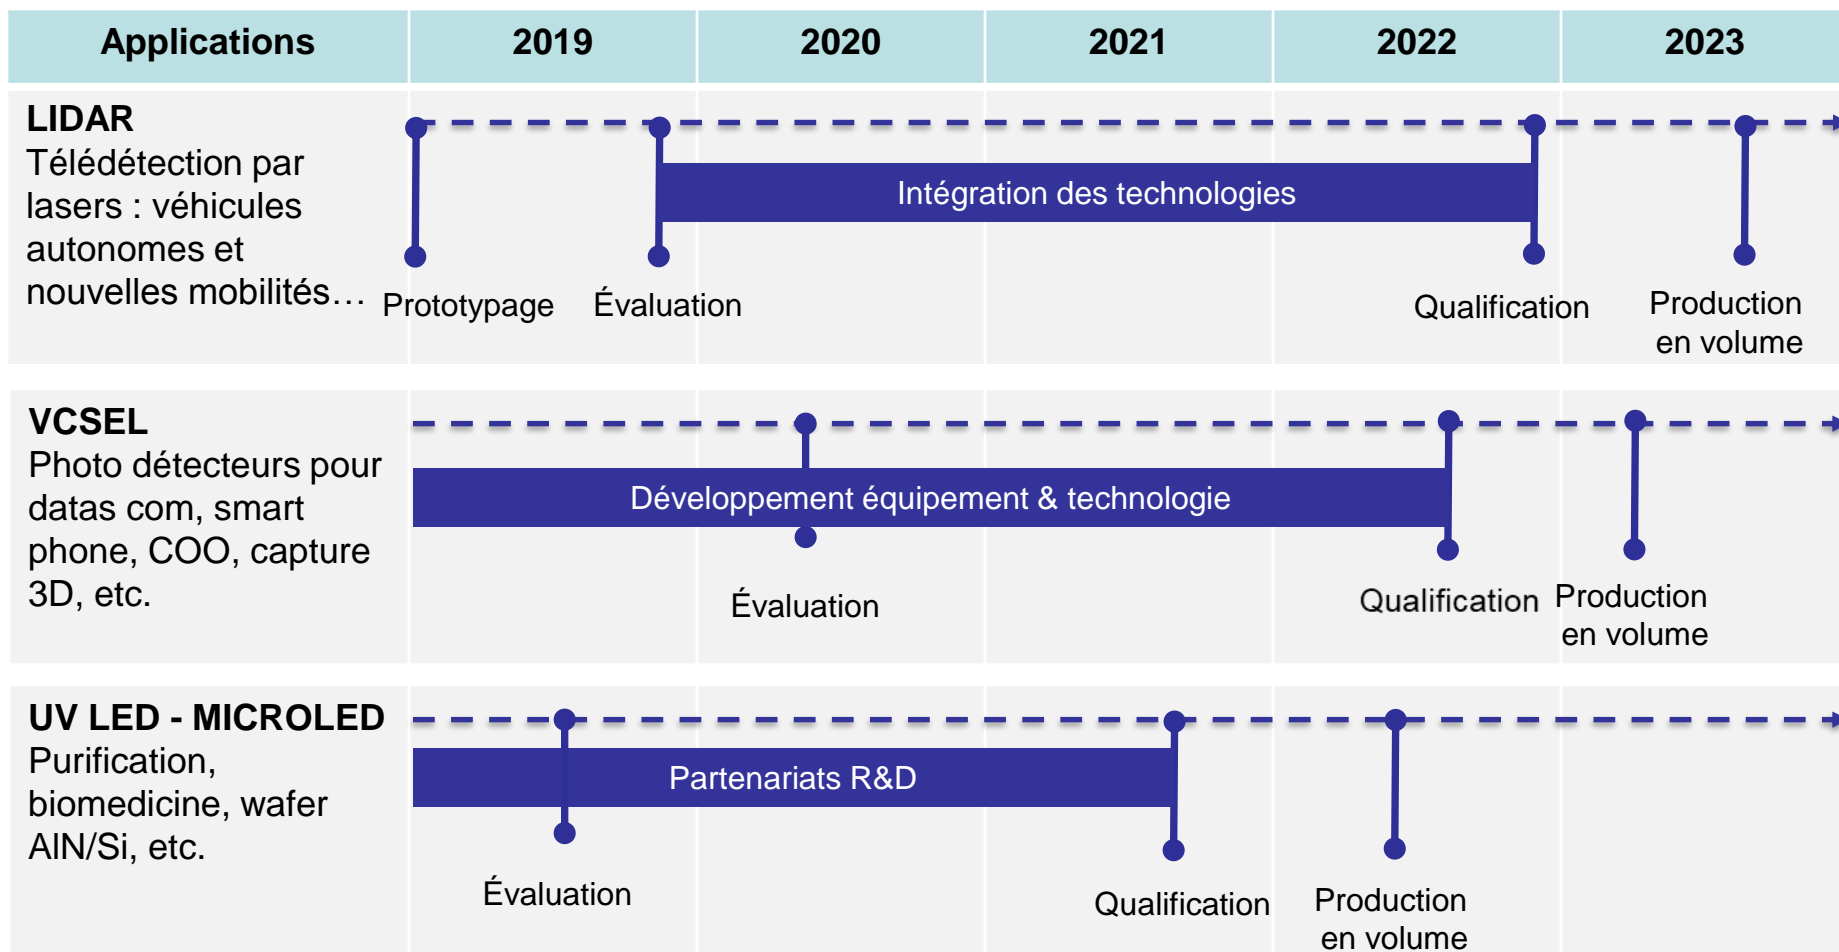 Applications 2019 2020 2021 2022 2023
LIDAR
Télédétection par
lasers : véhicules
autonomes et
nouvelles mobilités…
Intégration des technologies
Prototypage Évaluation Qualification Production
en volume
VCSEL
Photo détecteurs pour
datas com, smart
phone, COO, capture
3D, etc.
Développement équipement & technologie
Évaluation Qualification Production
en volume
UV LED - MICROLED
Purification,
biomedicine, wafer
AlN/Si, etc.
Partenariats R&D
Évaluation Qualification Production
en volume